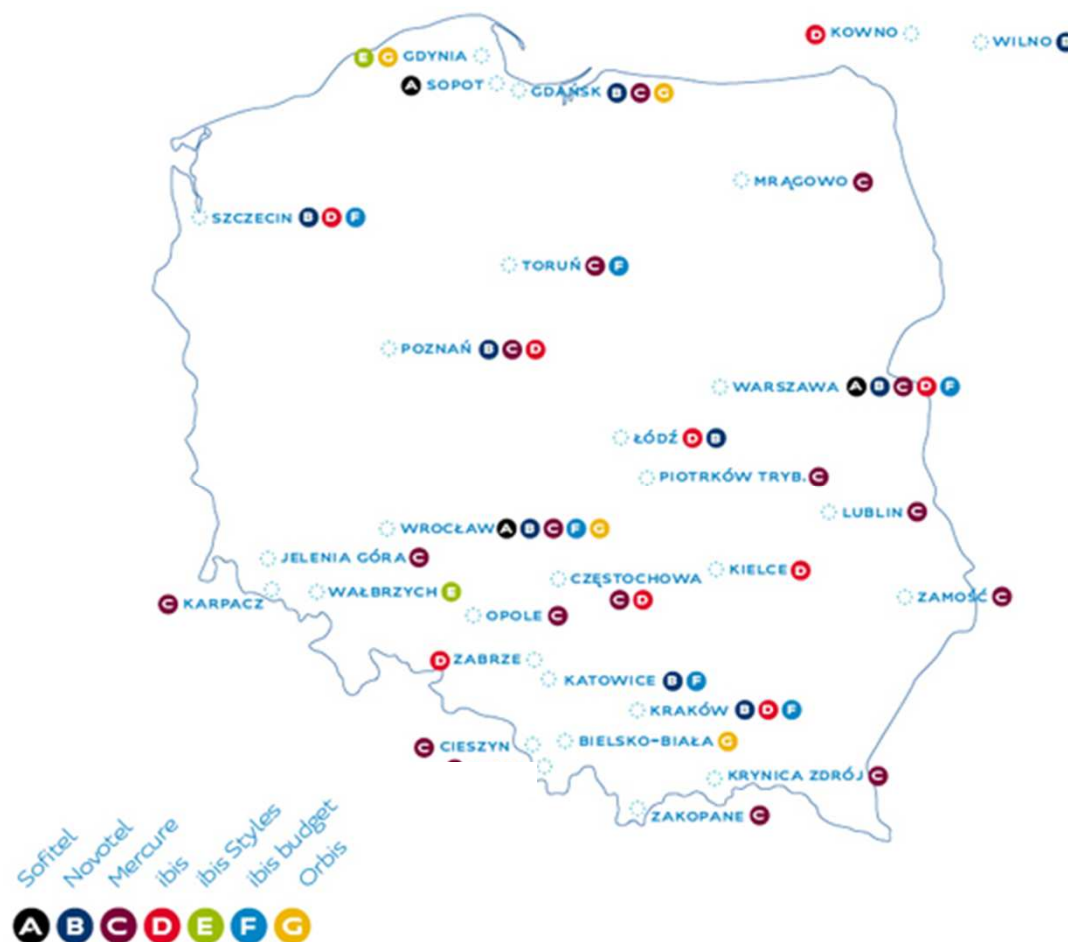 D KOWNO
WILNO B
E G GDYNIA
A SOPOT
GDAŃSK B C G
MRĄGOWO C
SZCZECIN B D F
TORUŃ C F
POZNAŃ B C D
WARSZAWA A B C D F
ŁÓDŹ D B
PIOTRKÓW TRYB. C
LUBLIN C
WROCŁAW A B C F G
JELENIA GÓRA C
KIELCE D
CZĘSTOCHOWA
C D
WAŁBRZYCH E
ZAMOŚĆ C
C KARPACZ
OPOLE C
D ZABRZE
KATOWICE B F
KRAKÓW B D F
BIELSKO-BIAŁA G
C CIESZYN
KRYNICA ZDRÓJ C
ZAKOPANE C
Sofitel
Novotel
Mercure
ibis
ibis Styles
ibis budget
Orbis
A B C D E F G